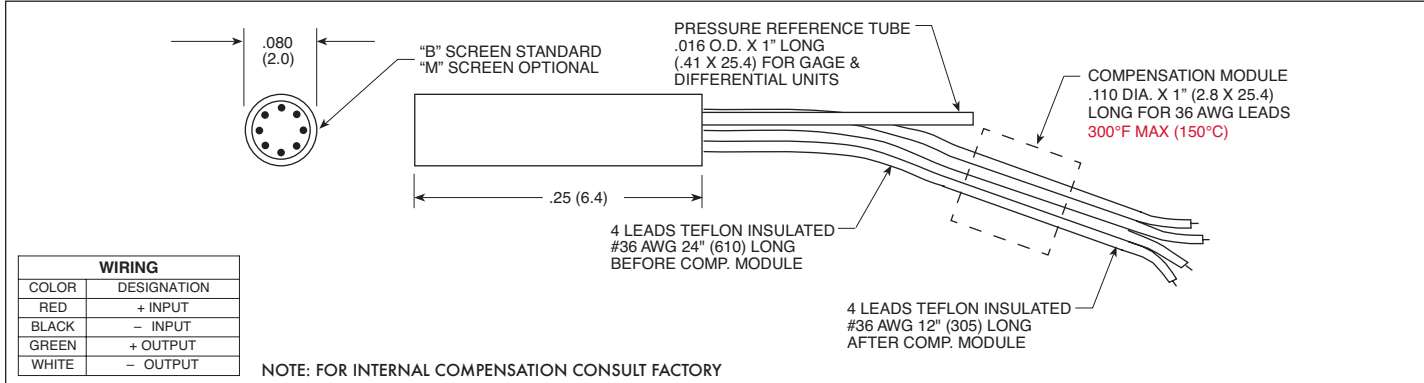 .080
(2.0)
“B” SCREEN STANDARD
“M” SCREEN OPTIONAL
PRESSURE REFERENCE TUBE
.016 O.D. X 1” LONG
(.41 X 25.4) FOR GAGE &
DIFFERENTIAL UNITS
COMPENSATION MODULE
.110 DIA. X 1” (2.8 X 25.4)
LONG FOR 36 AWG LEADS
300°F MAX (150°C)
.25 (6.4)
4 LEADS TEFLON INSULATED
#36 AWG 24" (610) LONG
BEFORE COMP. MODULE
4 LEADS TEFLON INSULATED
#36 AWG 12" (305) LONG
AFTER COMP. MODULE
WIRING
COLOR DESIGNATION
RED + INPUT
BLACK – INPUT
GREEN + OUTPUT
WHITE – OUTPUT
NOTE: FOR INTERNAL COMPENSATION CONSULT FACTORY